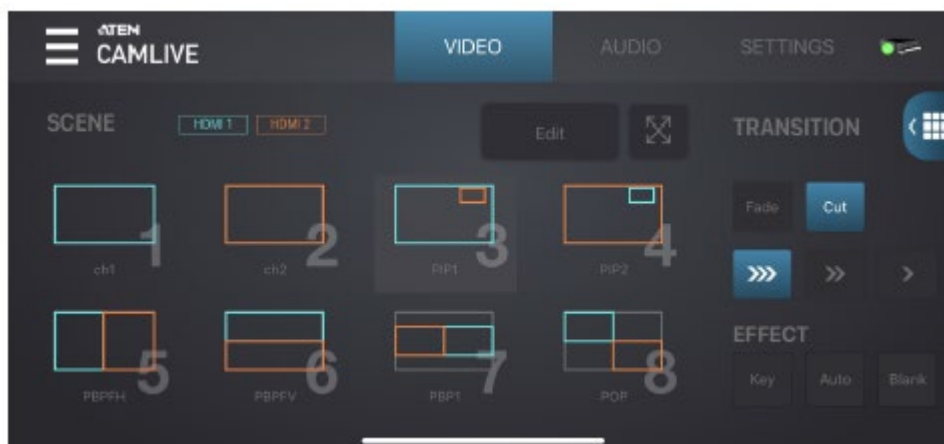 ATEN
CAMLIVE
VIDEO
AUDIO
SETTINGS
SCENE
HDMI 1
HDMI 2
Edit
TRANSITION
1
ch1
2
ch2
3
PIP1
4
PIP2
Fade
Cut
5
PBPFH
6
PBPFV
7
PBP1
8
POP
EFFECT
Key
Auto
Blank